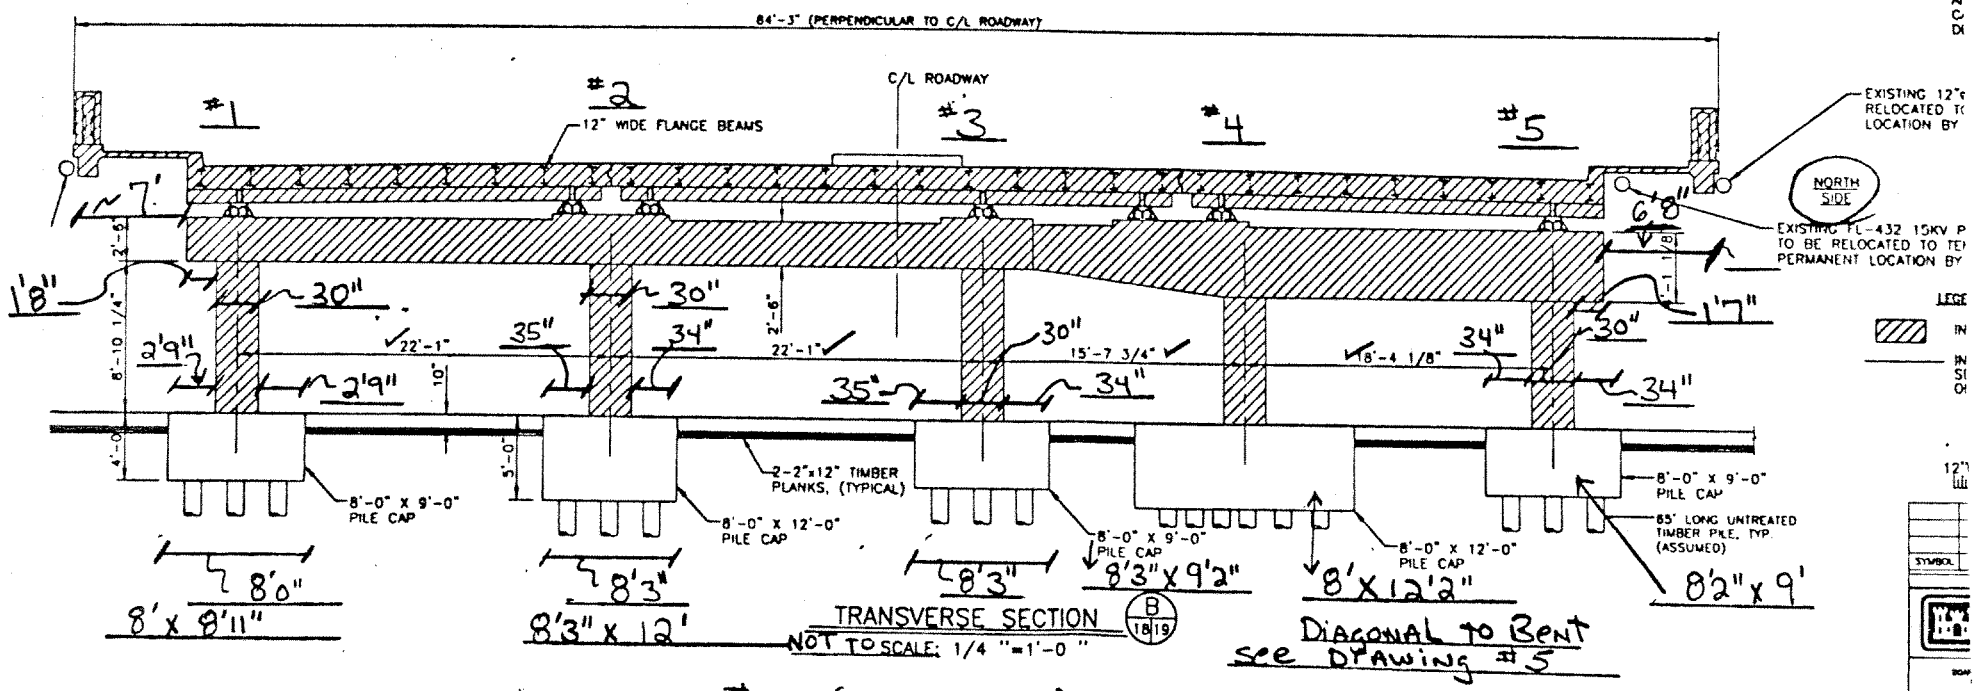 84'-3" (PERPENDICULAR TO C/L ROADWAY)
C/L ROADWAY
#1
#2
#3
#4
#5
12" WIDE FLANGE BEAMS
EXISTING 12"
RELOCATED TO
LOCATION BY
NORTH
SIDE
~7'
6'8"
EXISTING FL-432 15KV P
TO BE RELOCATED TO TE
PERMANENT LOCATION BY
2'-6"
1'8"
30"
30"
2'-6"
30"
30"
1'7"
LEGE
IN
8'-10 1/4"
2'9"
2'9"
22'-1"
35"
34"
22'-1"
35"
34"
15'-7 3/4"
18'-4 1/8"
34"
34"
10"
4'-0
5'-0"
2-2"x12" TIMBER
PLANKS, (TYPICAL)
8'-0" X 9'-0"
PILE CAP
8'-0" X 12'-0"
PILE CAP
8'-0" X 9'-0"
PILE CAP
8'-0" X 12'-0"
PILE CAP
8'-0" X 9'-0"
PILE CAP
65' LONG UNTREATED
TIMBER PILE, TYP.
(ASSUMED)
12"
SYMBOL
8'0"
8' X 8'11"
8'3"
8'3" X 12'
8'3"
8'3" X 9'2"
8' X 12'2"
8'2" X 9'
TRANSVERSE SECTION
B
18 19
NOT TO SCALE: 1/4 "=1'-0 "
DIAGONAL TO BENT
SEE DRAWING #5